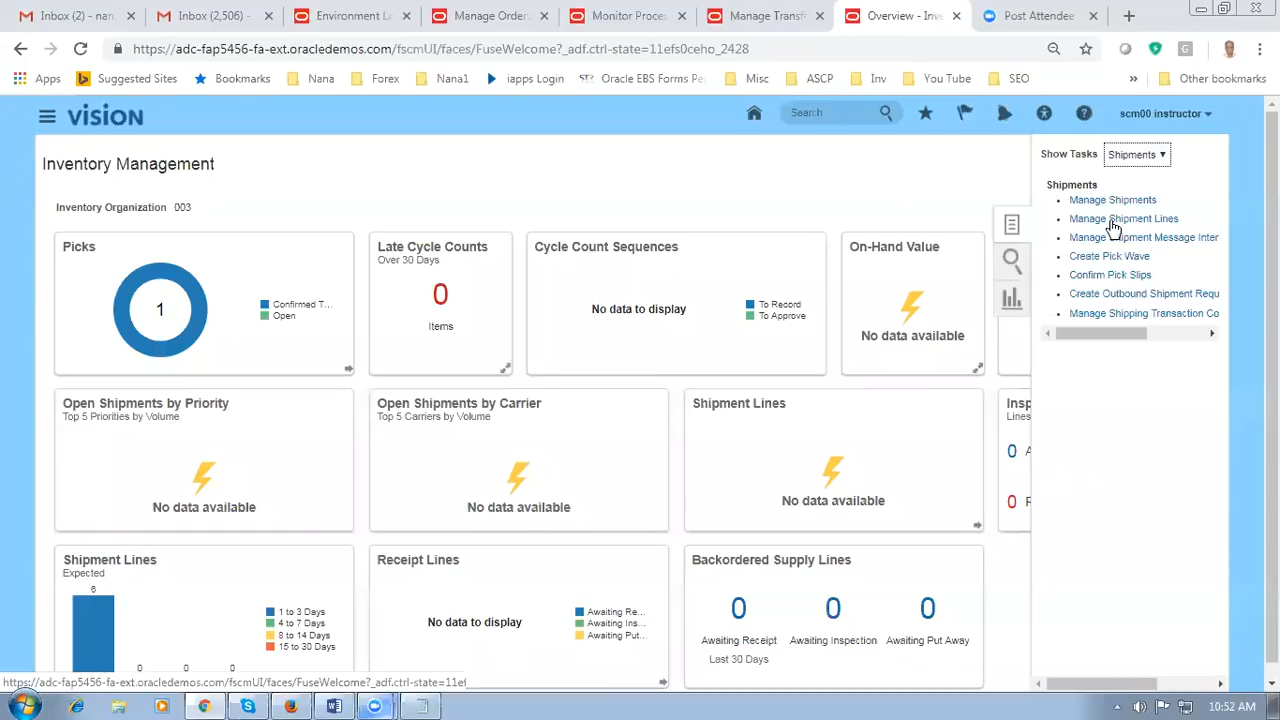 Inbox (2) - nan
Inbox (2,506) -
Environment L
Manage Order
Monitor Proces
Manage Transf
Overview - Inve
Post Attendee
https://adc-fap5456-fa-ext.oracledemos.com/fscmUI/faces/FuseWelcome?_adf.ctrl-state=11efs0ceho_2428
Apps
Suggested Sites
Bookmarks
Nana
Forex
Nana1
iapps Login
Oracle EBS Forms Pe
Misc
ASCP
Inv
You Tube
SEO
Other bookmarks
VISION
Search
scm00 instructor
Inventory Management
Show Tasks Shipments
Shipments
Manage Shipments
Manage Shipment Lines
Manage Shipment Message Inter
Create Pick Wave
Confirm Pick Slips
Create Outbound Shipment Requ
Manage Shipping Transaction Co
Inventory Organization 003
Picks
1
Confirmed T...
Open
Late Cycle Counts
Over 30 Days
0
Items
Cycle Count Sequences
No data to display
To Record
To Approve
On-Hand Value
No data available
Open Shipments by Priority
Top 5 Priorities by Volume
No data available
Open Shipments by Carrier
Top 5 Carriers by Volume
No data available
Shipment Lines
No data available
Insp
Lines
0 A
0 R
Shipment Lines
Expected
6
0 0 0
1 to 3 Days
4 to 7 Days
8 to 14 Days
15 to 30 Days
Receipt Lines
No data to display
Awaiting Re...
Awaiting Ins...
Awaiting Put...
Backordered Supply Lines
0 0 0
Awaiting Receipt Awaiting Inspection Awaiting Put Away
Last 30 Days
https://adc-fap5456-fa-ext.oracledemos.com/fscmUI/faces/FuseWelcome?_adf.ctrl-state=11ef
10:52 AM